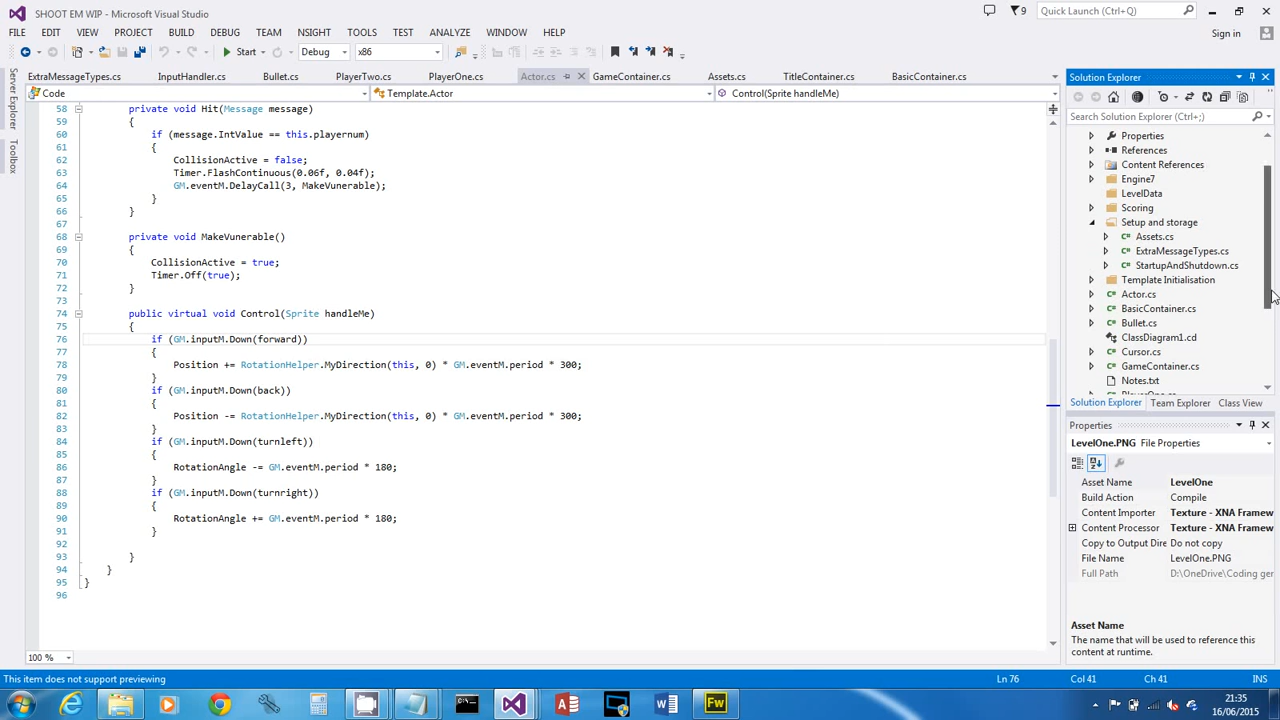 SHOOT EM WIP - Microsoft Visual Studio
9
Quick Launch (Ctrl+Q)
FILE EDIT VIEW PROJECT BUILD DEBUG TEAM NSIGHT TOOLS TEST ANALYZE WINDOW HELP
Sign in
Start Debug x86
Server Explorer
Toolbox
ExtraMessageTypes.cs InputHandler.cs Bullet.cs PlayerTwo.cs PlayerOne.cs Actor.cs GameContainer.cs Assets.cs TitleContainer.cs BasicContainer.cs
Code Template.Actor Control(Sprite handleMe)
58 private void Hit(Message message)
59 {
60 if (message.IntValue == this.playernum)
61 {
62 CollisionActive = false;
63 Timer.FlashContinuous(0.06f, 0.04f);
64 GM.eventM.DelayCall(3, MakeVunerable);
65 }
66 }
67
68 private void MakeVunerable()
69 {
70 CollisionActive = true;
71 Timer.Off(true);
72 }
73
74 public virtual void Control(Sprite handleMe)
75 {
76 if (GM.inputM.Down(forward))
77 {
78 Position += RotationHelper.MyDirection(this, 0) * GM.eventM.period * 300;
79 }
80 if (GM.inputM.Down(back))
81 {
82 Position -= RotationHelper.MyDirection(this, 0) * GM.eventM.period * 300;
83 }
84 if (GM.inputM.Down(turnleft))
85 {
86 RotationAngle -= GM.eventM.period * 180;
87 }
88 if (GM.inputM.Down(turnright))
89 {
90 RotationAngle += GM.eventM.period * 180;
91 }
92
93 }
94 }
95 }
96
100 %
Solution Explorer
Search Solution Explorer (Ctrl+;)
Properties
References
Content References
Engine7
LevelData
Scoring
Setup and storage
C# Assets.cs
C# ExtraMessageTypes.cs
C# StartupAndShutdown.cs
Template Initialisation
C# Actor.cs
C# BasicContainer.cs
C# Bullet.cs
ClassDiagram1.cd
C# Cursor.cs
C# GameContainer.cs
Notes.txt
Solution Explorer Team Explorer Class View
Properties
LevelOne.PNG File Properties
Asset Name LevelOne
Build Action Compile
Content Importer Texture - XNA Framew
Content Processor Texture - XNA Framew
Copy to Output Dire Do not copy
File Name LevelOne.PNG
Full Path D:\OneDrive\Coding ger
Asset Name
The name that will be used to reference this
content at runtime.
This item does not support previewing Ln 76 Col 41 Ch 41 INS
Fw
21:35
16/06/2015